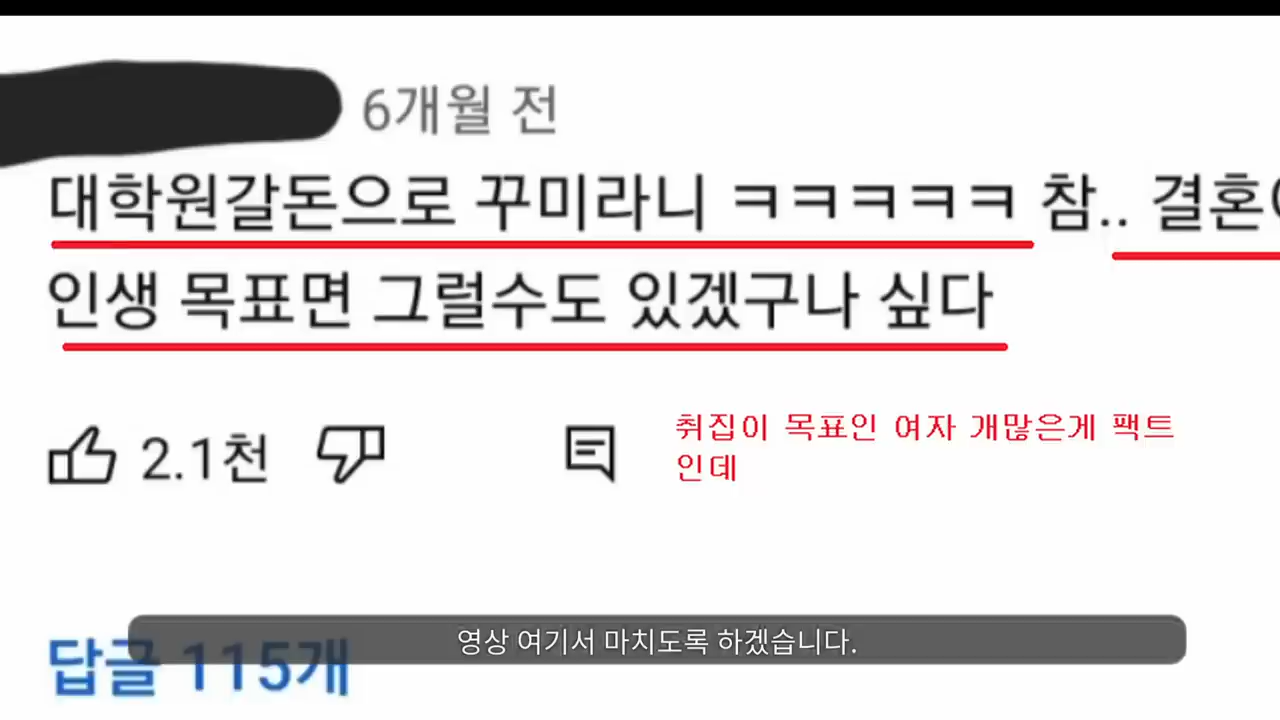 6개월 전
대학원갈돈으로 꾸미라니 ㅋㅋㅋㅋㅋ 참.. 결혼
인생 목표면 그럴수도 있겠구나 싶다
2.1천
취집이 목표인 여자 개많은게 팩트
인데
영상 여기서 마치도록 하겠습니다.
답글 115개